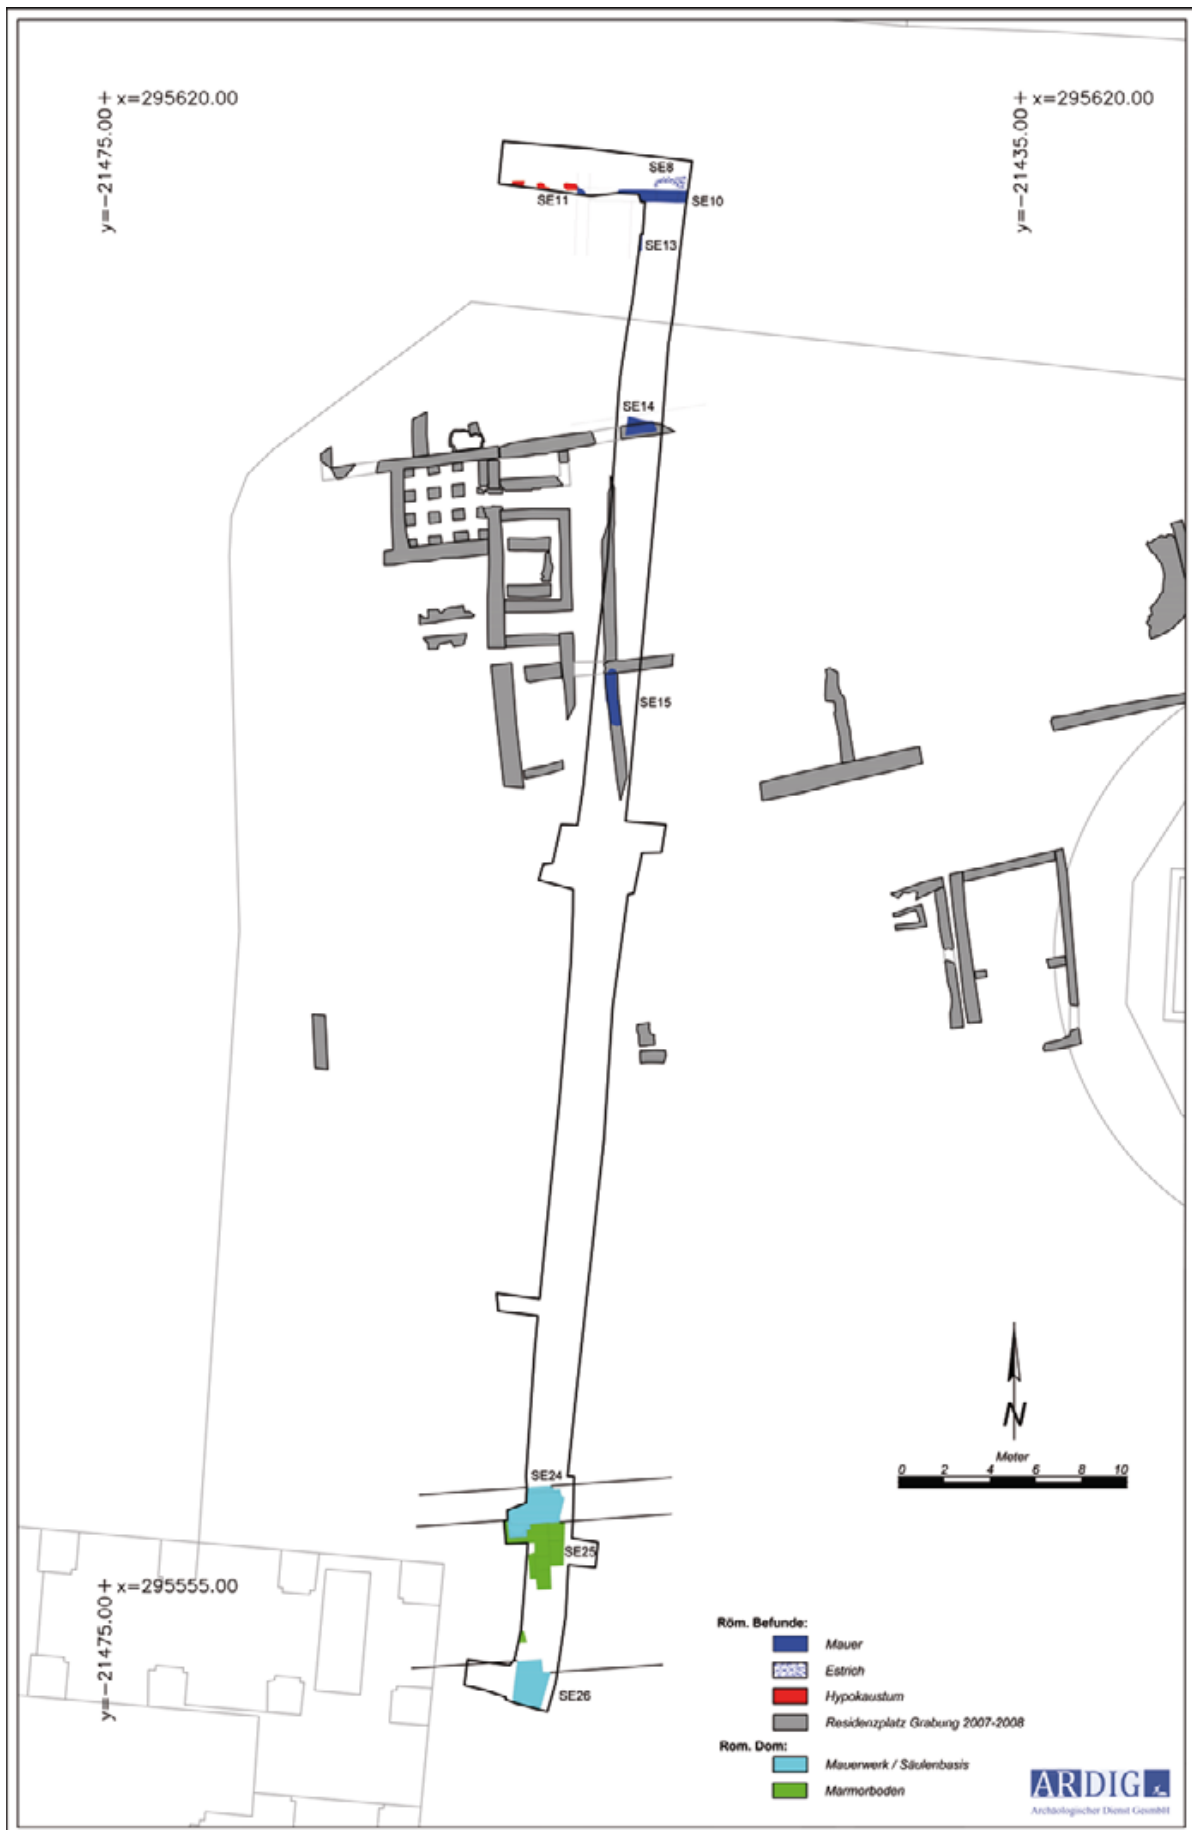 x=295620.00
y=-21475.00
x=295620.00
y=-21435.00
SE8
SE11
SE10
SE13
SE14
SE15
SE24
SE25
SE26
N
Meter
0 2 4 6 8 10
x=295555.00
y=-21475.00
Röm. Befunde:
Mauer
Estrich
Hypokaustum
Residenzplatz Grabung 2007-2008
Rom. Dom:
Mauerwerk / Säulenbasis
Marmorboden
ARDIG
Archäologischer Dienst GesmbH